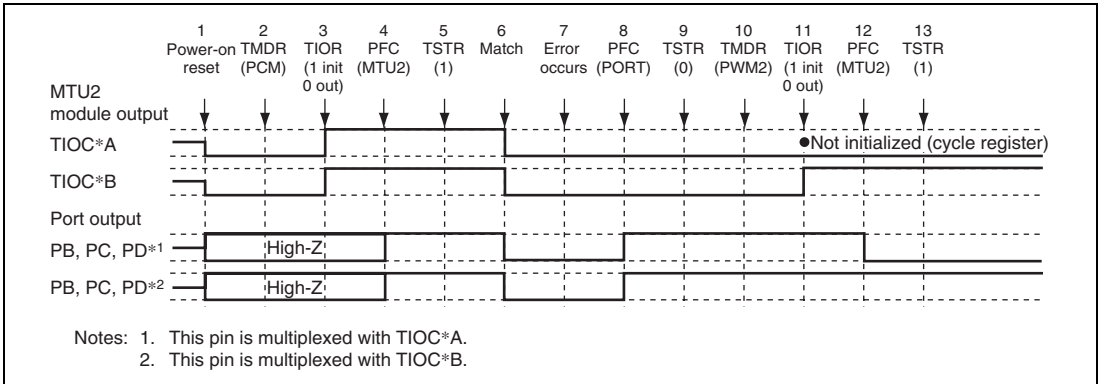 1 2 3 4 5 6 7 8 9 10 11 12 13
Power-on TMDR TIOR PFC TSTR Match Error PFC TSTR TMDR TIOR PFC TSTR
reset (PCM) (1 init (MTU2) (1) occurs (PORT) (0) (PWM2) (1 init (MTU2) (1)
0 out) 0 out)
MTU2
module output
TIOC*A
●Not initialized (cycle register)
TIOC*B
Port output
PB, PC, PD*1 High-Z
PB, PC, PD*2 High-Z
Notes: 1. This pin is multiplexed with TIOC*A.
2. This pin is multiplexed with TIOC*B.